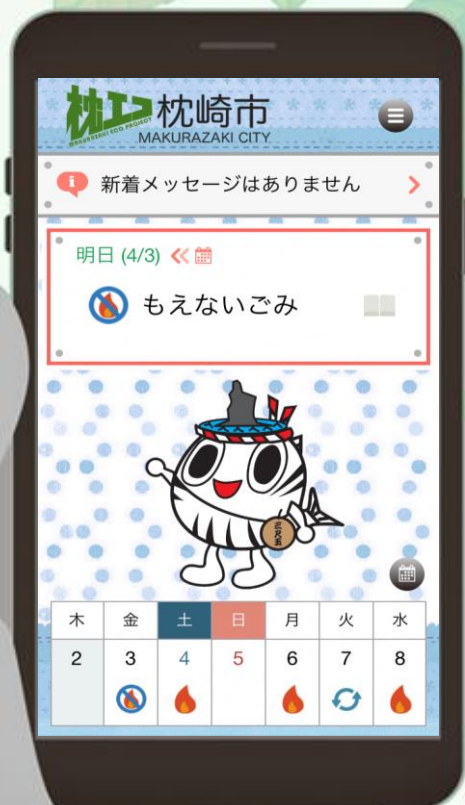 枕エコ
MAKURAZAKI ECO PROJECT
枕崎市
MAKURAZAKI CITY
新着メッセージはありません
明日 (4/3)
もえないごみ
木 金 土 日 月 火 水
2 3 4 5 6 7 8